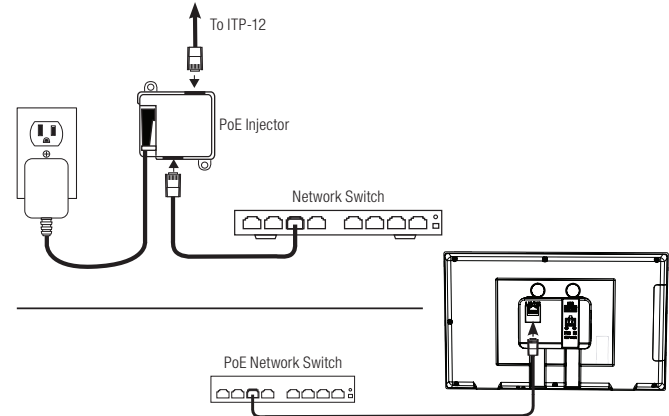 To ITP-12
PoE Injector
Network Switch
PoE Network Switch